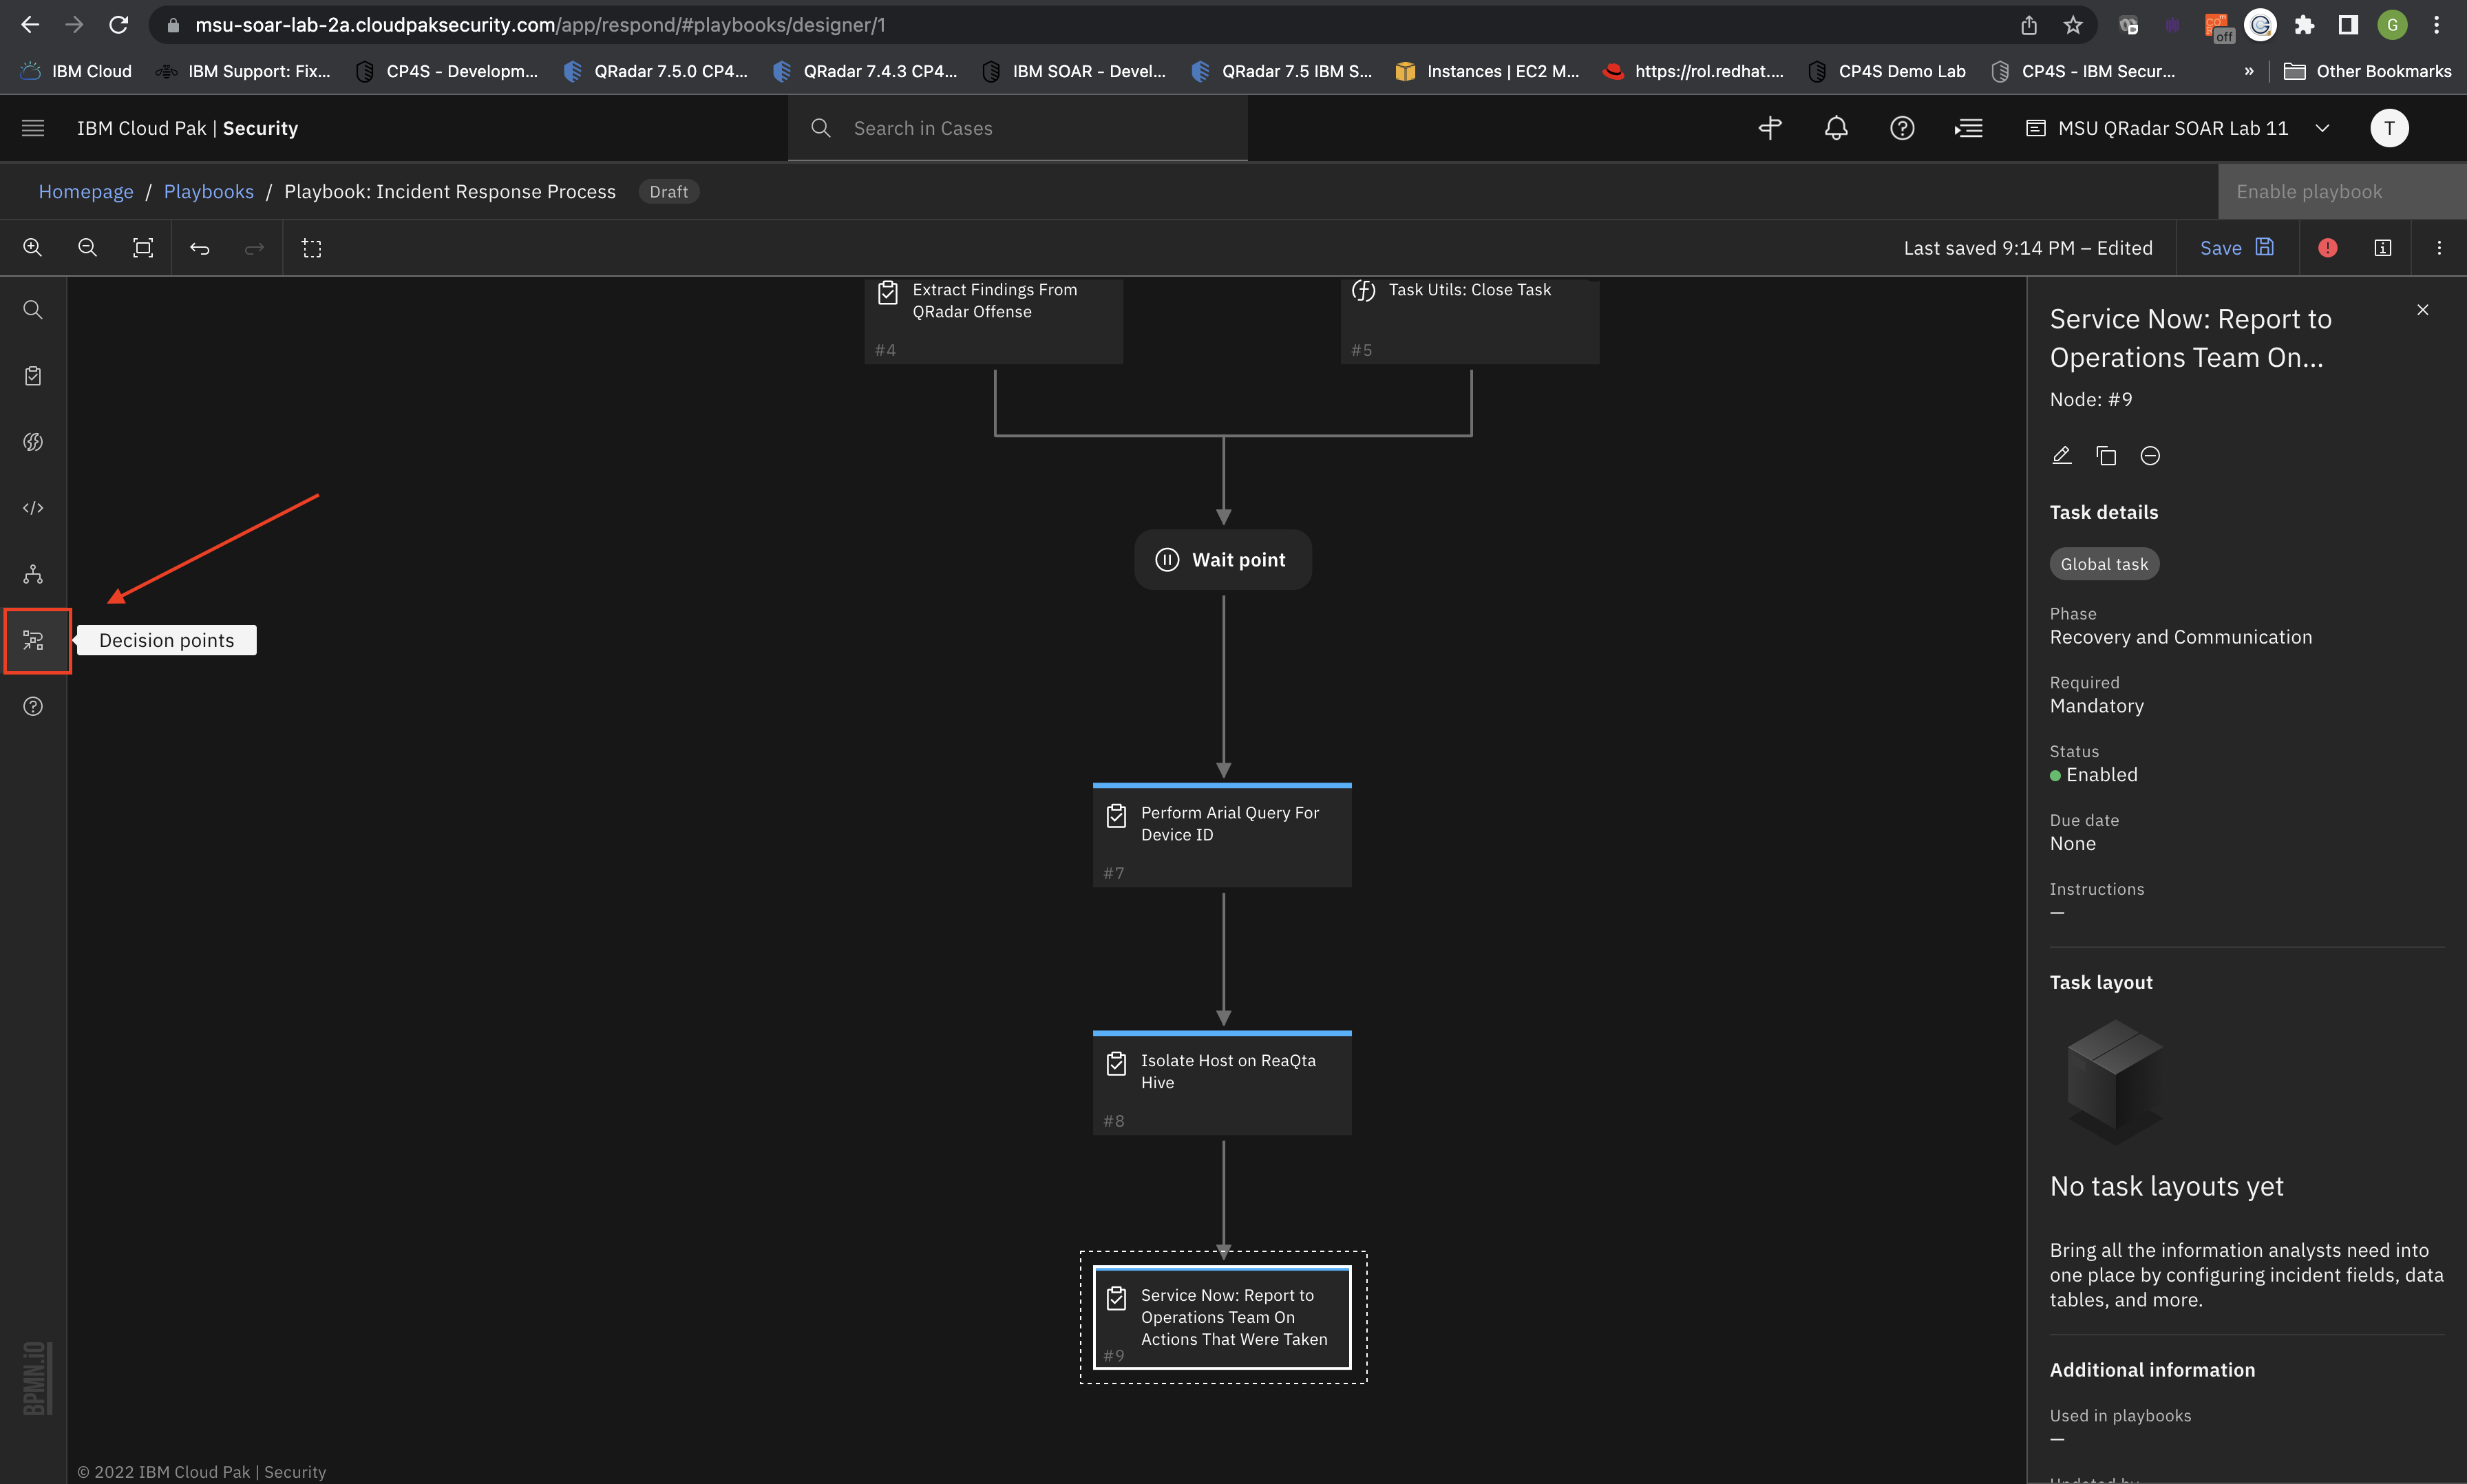 msu-soar-lab-2a.cloudpaksecurity.com/app/respond/#playbooks/designer/1
off
G
IBM Cloud
IBM Support: Fix...
CP4S - Developm...
QRadar 7.5.0 CP4...
QRadar 7.4.3 CP4...
IBM SOAR - Devel...
QRadar 7.5 IBM S...
Instances | EC2 M...
https://rol.redhat....
CP4S Demo Lab
CP4S - IBM Secur...
»
Other Bookmarks
IBM Cloud Pak | Security
Search in Cases
MSU QRadar SOAR Lab 11
T
Homepage / Playbooks / Playbook: Incident Response Process
Draft
Enable playbook
Last saved 9:14 PM – Edited
Save
Extract Findings From
QRadar Offense
#4
Task Utils: Close Task
#5
Wait point
Decision points
Perform Arial Query For
Device ID
#7
Isolate Host on ReaQta
Hive
#8
Service Now: Report to
Operations Team On
Actions That Were Taken
#9
Service Now: Report to
Operations Team On...
Node: #9
Task details
Global task
Phase
Recovery and Communication
Required
Mandatory
Status
Enabled
Due date
None
Instructions
—
Task layout
No task layouts yet
Bring all the information analysts need into
one place by configuring incident fields, data
tables, and more.
Additional information
Used in playbooks
—
BPMN.iO
© 2022 IBM Cloud Pak | Security